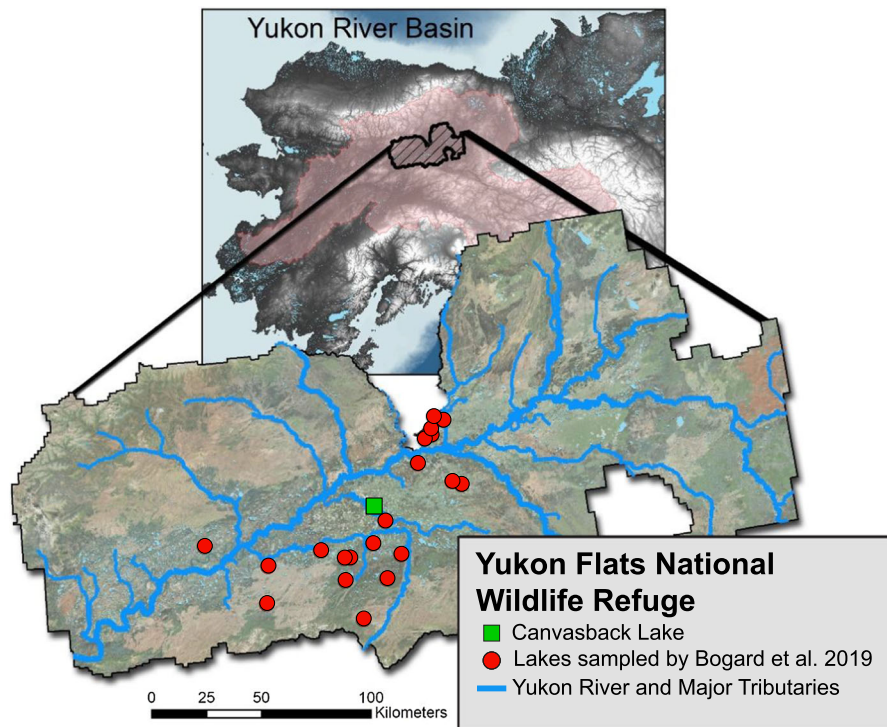 Yukon River Basin
Yukon Flats National
Wildlife Refuge
Canvasback Lake
Lakes sampled by Bogard et al. 2019
Yukon River and Major Tributaries
0 25 50 100
Kilometers